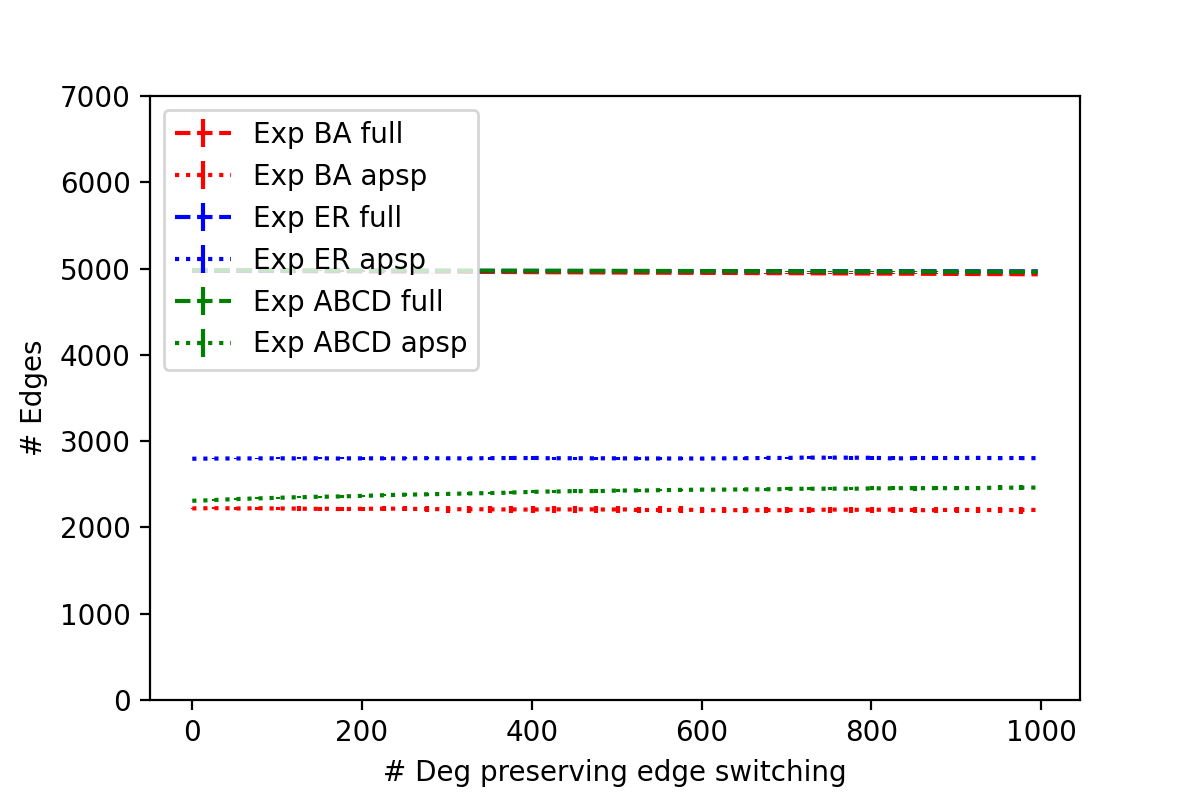 7000
6000
5000
4000
3000
2000
1000
0
# Edges
Exp BA full
Exp BA apsp
Exp ER full
Exp ER apsp
Exp ABCD full
Exp ABCD apsp
0 200 400 600 800 1000
# Deg preserving edge switching